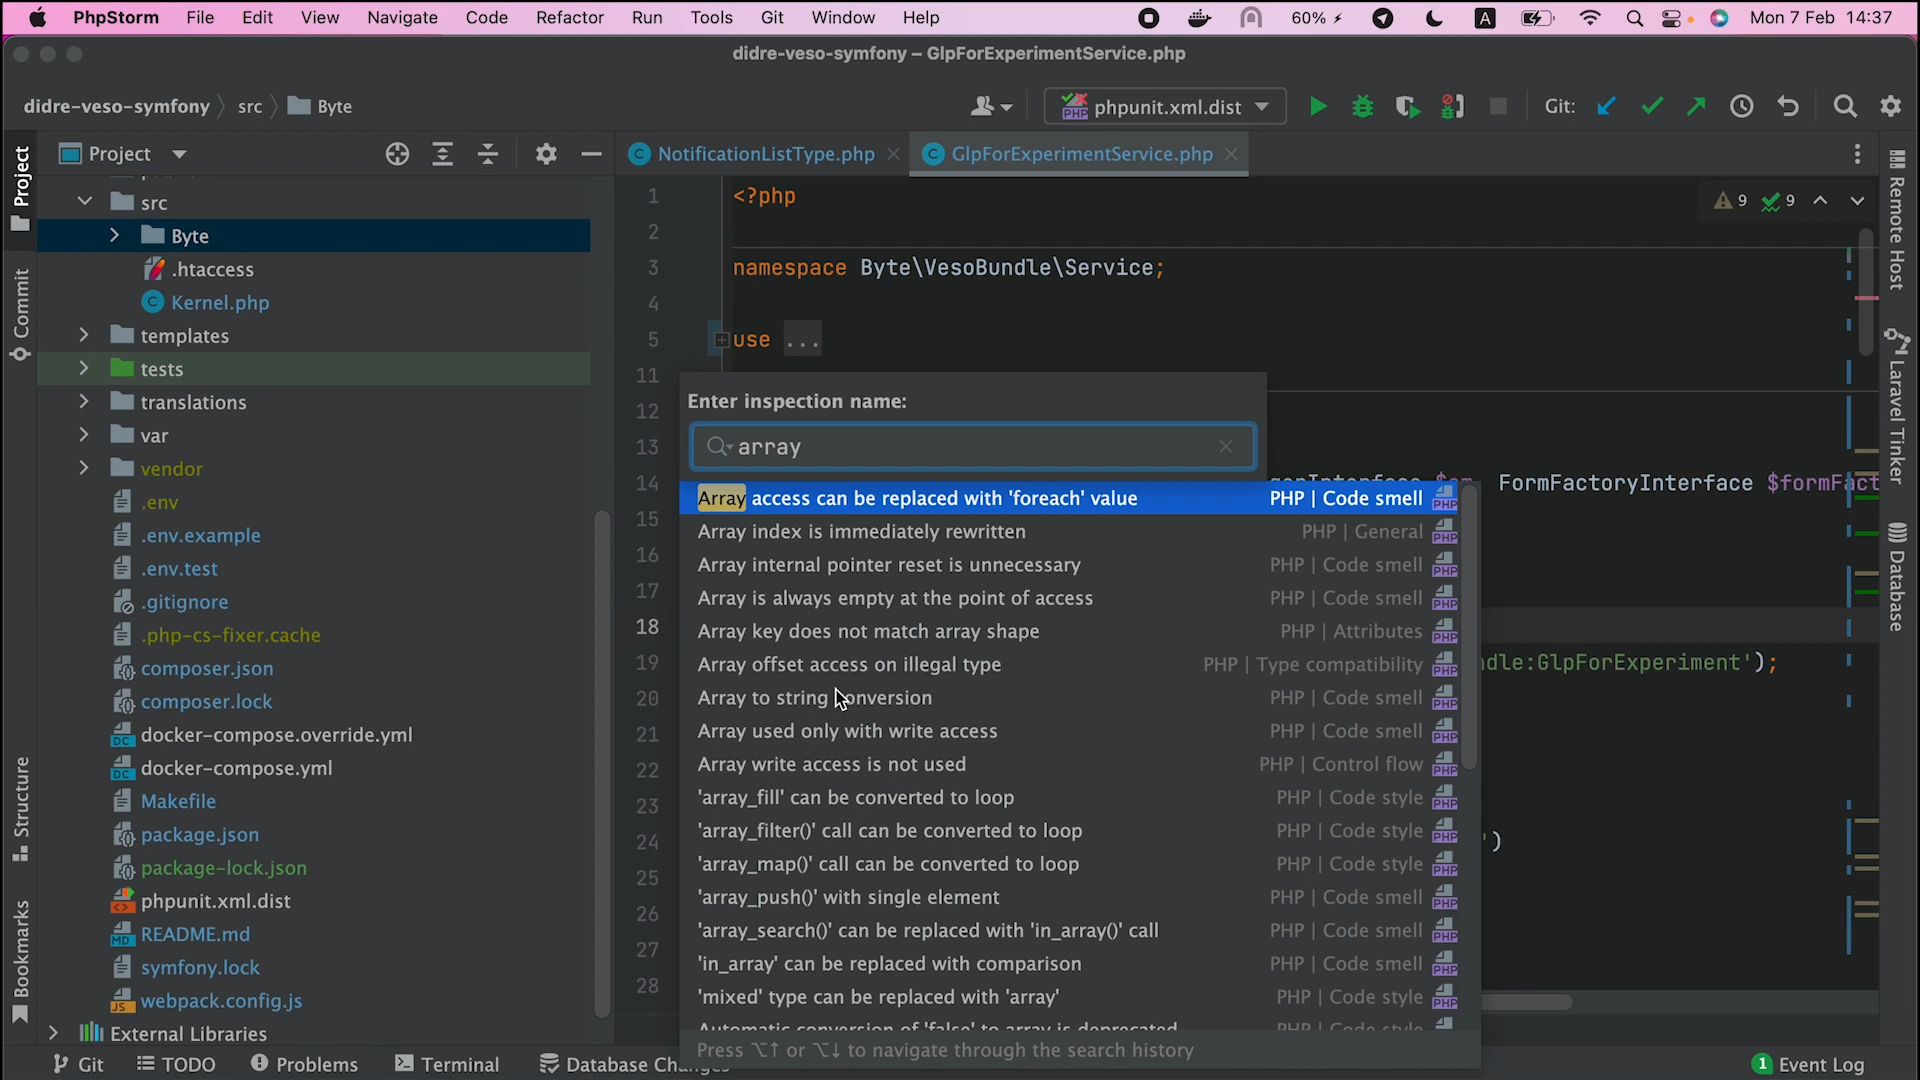 PhpStorm File Edit View Navigate Code Refactor Run Tools Git Window Help 60% A Mon 7 Feb 14:37
didre-veso-symfony – GlpForExperimentService.php
didre-veso-symfony src Byte
phpunit.xml.dist Git:
Project
NotificationListType.php
GlpForExperimentService.php
Project
Commit
Structure
Bookmarks
src
Byte
.htaccess
Kernel.php
templates
tests
translations
var
vendor
.env
.env.example
.env.test
.gitignore
.php-cs-fixer.cache
composer.json
composer.lock
docker-compose.override.yml
docker-compose.yml
Makefile
package.json
package-lock.json
phpunit.xml.dist
README.md
symfony.lock
webpack.config.js
External Libraries
1 <?php
9 9
2
3 namespace Byte\VesoBundle\Service;
4
5 use ...
11
12
13
14 FormFactoryInterface $formFact
15
16
17
18
19 dle:GlpForExperiment');
20
21
22
23
24 ')
25
26
27
28
Enter inspection name:
array
Array access can be replaced with 'foreach' value PHP | Code smell
Array index is immediately rewritten PHP | General
Array internal pointer reset is unnecessary PHP | Code smell
Array is always empty at the point of access PHP | Code smell
Array key does not match array shape PHP | Attributes
Array offset access on illegal type PHP | Type compatibility
Array to string conversion PHP | Code smell
Array used only with write access PHP | Code smell
Array write access is not used PHP | Control flow
'array_fill' can be converted to loop PHP | Code style
'array_filter()' call can be converted to loop PHP | Code style
'array_map()' call can be converted to loop PHP | Code style
'array_push()' with single element PHP | Code smell
'array_search()' can be replaced with 'in_array()' call PHP | Code smell
'in_array' can be replaced with comparison PHP | Code smell
'mixed' type can be replaced with 'array' PHP | Code style
Automatic conversion of 'false' to array is deprecated PHP | Code style
Press ⌥↑ or ⌥↓ to navigate through the search history
Remote Host
Laravel Tinker
Database
Git TODO Problems Terminal Database Changes
1 Event Log